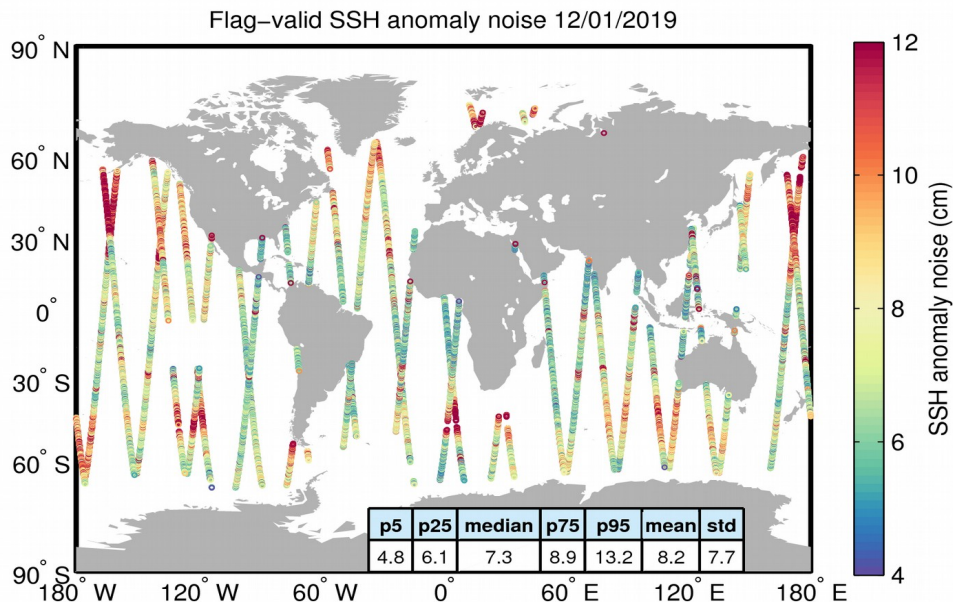 Flag−valid SSH anomaly noise 12/01/2019
90° N
60° N
30° N
0°
30° S
60° S
90° S
180° W
120° W
60° W
0°
60° E
120° E
180° E
p5 p25 median p75 p95 mean std
4.8 6.1 7.3 8.9 13.2 8.2 7.7
12
10
8
6
4
SSH anomaly noise (cm)